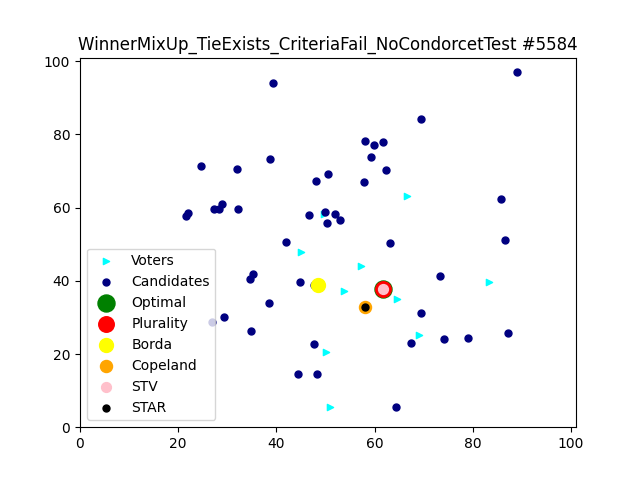 WinnerMixUp_TieExists_CriteriaFail_NoCondorcetTest #5584
100
80
60
40
20
0
Voters
Candidates
Optimal
Plurality
Borda
Copeland
STV
STAR
0 20 40 60 80 100